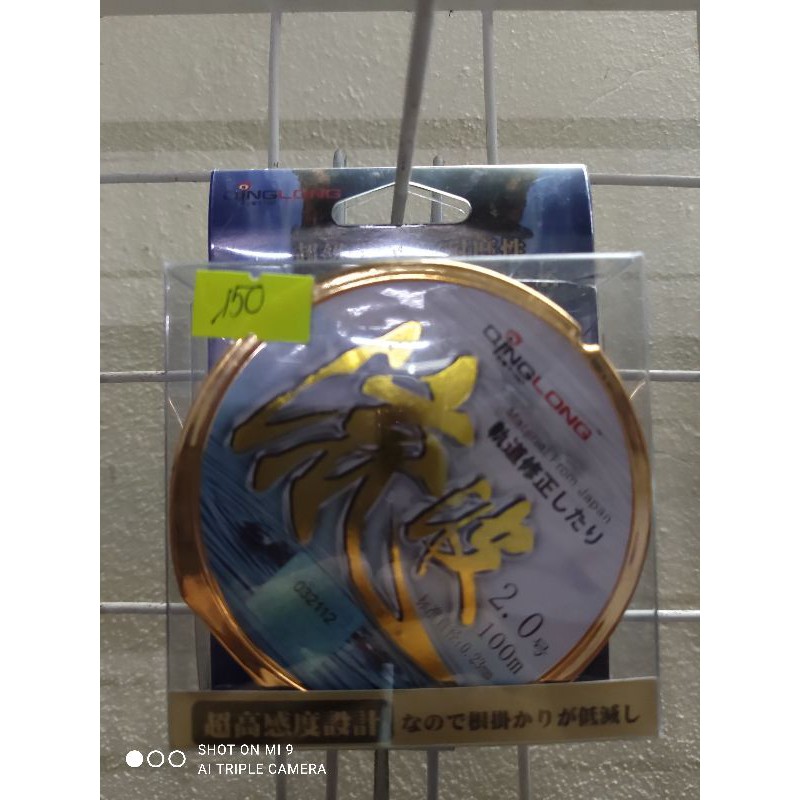 QINGLONG
150
QINGLONG
Material From Japan
軌道修正したり
2.0号
100m
032112
超高感度設計 なので根掛かりが低減し
SHOT ON MI 9
AI TRIPLE CAMERA